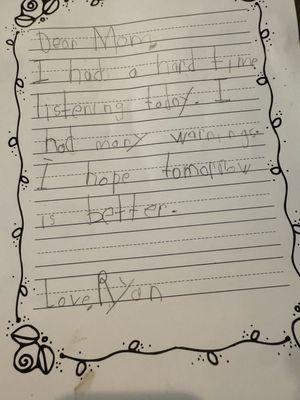 Dear Mom,
I had a hard time
listening today. I
had many warnings
I hope tomorrow
is better.
Love, Ryan